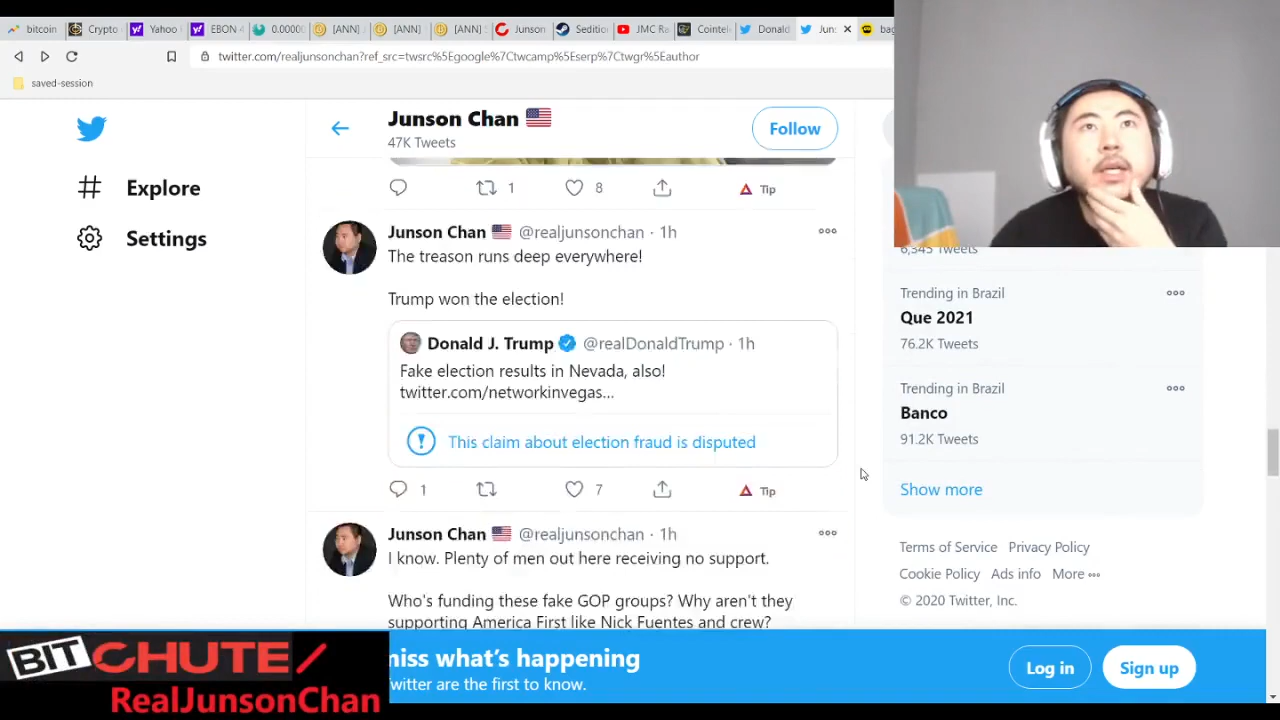 bitcoin
Crypto
Yahoo
EBON
0.0000
[ANN]
[ANN]
[ANN]
Junson
Sedition
JMC Ra
Cointel
Donald
Juns
bag
twitter.com/realjunsonchan?ref_src=twsrc%5Egoogle%7Ctwcamp%5Eserp%7Ctwgr%5Eauthor
saved-session
Explore
Settings
Junson Chan
47K Tweets
Follow
1
8
Tip
Junson Chan @realjunsonchan · 1h
The treason runs deep everywhere!
Trump won the election!
Donald J. Trump @realDonaldTrump · 1h
Fake election results in Nevada, also!
twitter.com/networkinvegas...
This claim about election fraud is disputed
1
7
Tip
Junson Chan @realjunsonchan · 1h
I know. Plenty of men out here receiving no support.
Who's funding these fake GOP groups? Why aren't they
supporting America First like Nick Fuentes and crew?
6,345 Tweets
Trending in Brazil
Que 2021
76.2K Tweets
Trending in Brazil
Banco
91.2K Tweets
Show more
Terms of Service Privacy Policy
Cookie Policy Ads info More
© 2020 Twitter, Inc.
miss what's happening
Twitter are the first to know.
Log in
Sign up
BITCHUTE/
RealJunsonChan